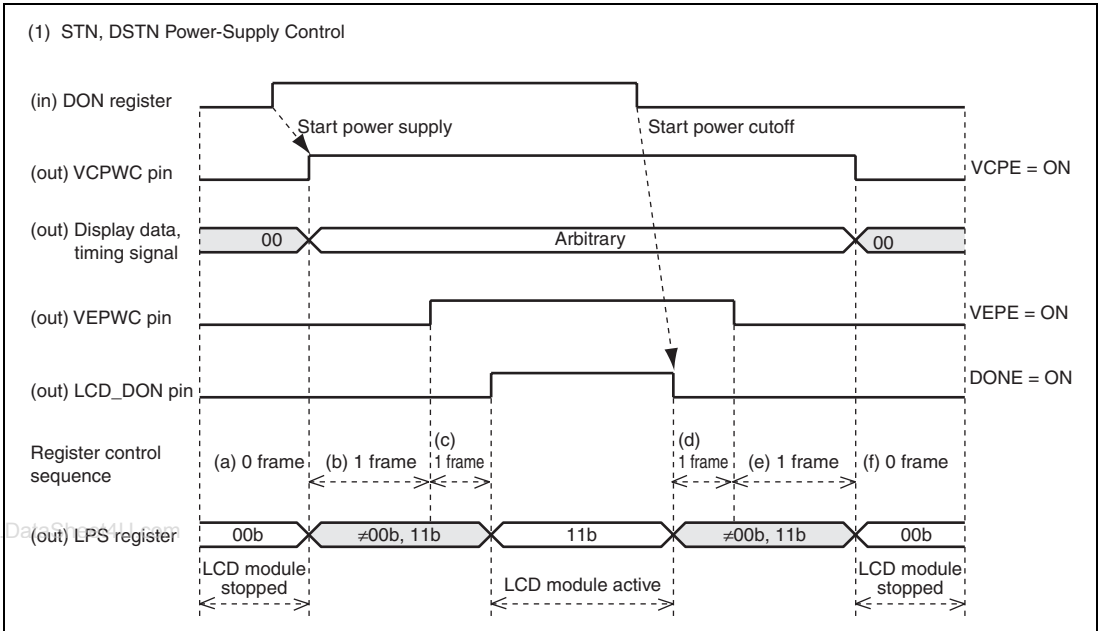 (1) STN, DSTN Power-Supply Control
(in) DON register
Start power supply
Start power cutoff
(out) VCPWC pin
VCPE = ON
(out) Display data,
timing signal
00
Arbitrary
00
(out) VEPWC pin
VEPE = ON
(out) LCD_DON pin
DONE = ON
Register control
sequence
(a) 0 frame
(b) 1 frame
(c)
1 frame
(d)
1 frame
(e) 1 frame
(f) 0 frame
(out) LPS register
00b
≠00b, 11b
11b
≠00b, 11b
00b
LCD module
stopped
LCD module active
LCD module
stopped